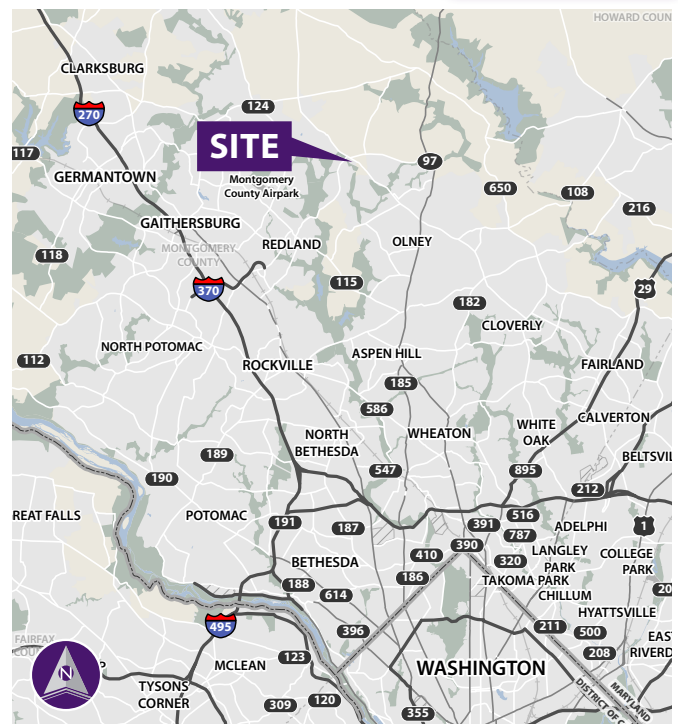 HOWARD COUN
CLARKSBURG
270
124
117
SITE
97
GERMANTOWN
Montgomery
County Airpark
650
108
216
GAITHERSBURG
MONTGOMERY
COUNTY
REDLAND
OLNEY
118
115
29
370
182
CLOVERLY
NORTH POTOMAC
ASPEN HILL
112
ROCKVILLE
FAIRLAND
185
586
CALVERTON
WHITE
OAK
NORTH
BETHESDA
WHEATON
189
BELTSVIL
190
547
895
212
REAT FALLS
POTOMAC
191
187
391
516
ADELPHI
1
787
390
410
LANGLEY
PARK
COLLEGE
PARK
BETHESDA
320
186
TAKOMA PARK
188
614
CHILLUM
20
HYATTSVILLE
495
396
211
500
FAIRFAX
COU
EAS
RIVERD
208
N
P
MCLEAN
123
WASHINGTON
TYSONS
CORNER
309
120
355
MARYLAND
DISTRICT OF